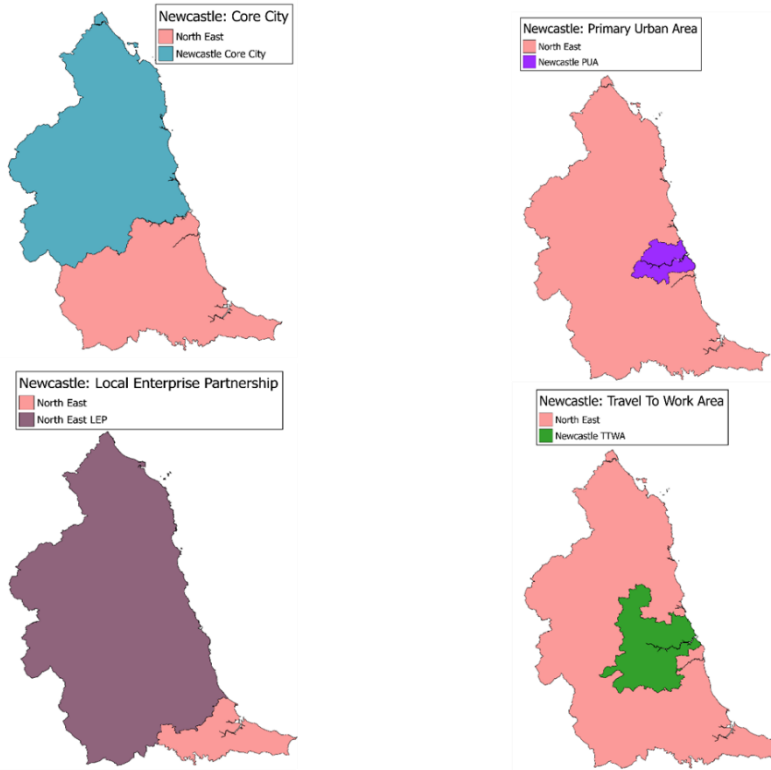 Newcastle: Core City
North East
Newcastle Core City
Newcastle: Primary Urban Area
North East
Newcastle PUA
Newcastle: Local Enterprise Partnership
North East
North East LEP
Newcastle: Travel To Work Area
North East
Newcastle TTWA